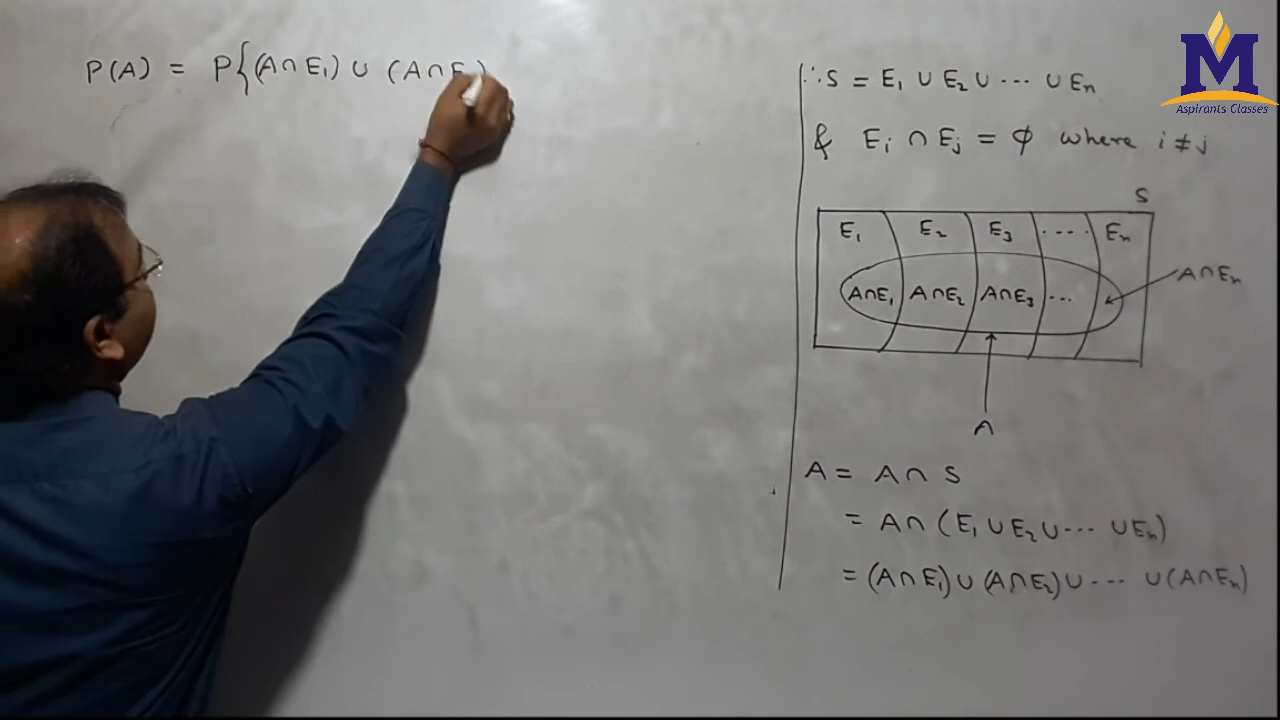 P(A) = P{(A∩E₁) ∪ (A∩E
∴ S = E₁ ∪ E₂ ∪ ··· ∪ Eₙ
& Eᵢ ∩ Eⱼ = ϕ where i ≠ j
S
E₁ E₂ E₃ ···· Eₙ
A∩E₁ A∩E₂ A∩E₃ ··· A∩Eₙ
A
A = A ∩ S
= A∩ (E₁ ∪ E₂ ∪ ··· ∪ Eₙ)
= (A∩E₁) ∪ (A∩E₂) ∪ ··· ∪ (A∩Eₙ)
M
Aspirants Classes